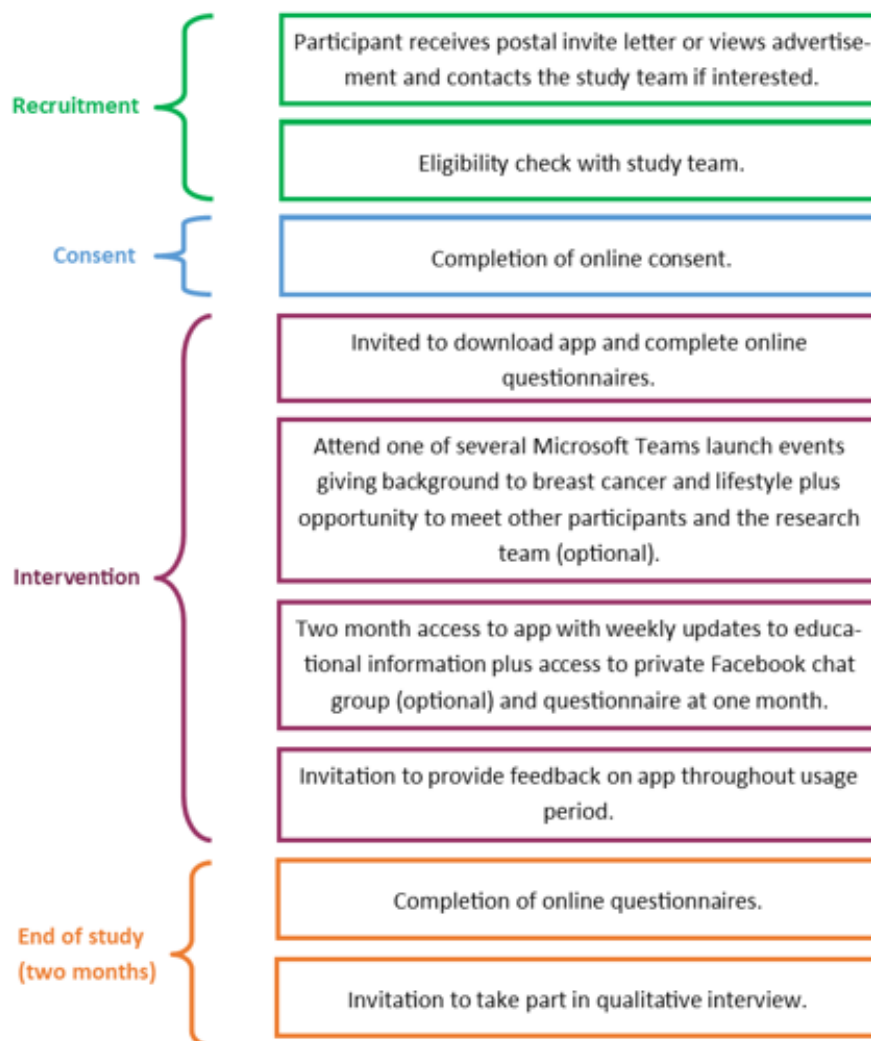 Recruitment
Participant receives postal invite letter or views advertise-
ment and contacts the study team if interested.
Eligibility check with study team.
Consent
Completion of online consent.
Intervention
Invited to download app and complete online
questionnaires.
Attend one of several Microsoft Teams launch events
giving background to breast cancer and lifestyle plus
opportunity to meet other participants and the research
team (optional).
Two month access to app with weekly updates to educa-
tional information plus access to private Facebook chat
group (optional) and questionnaire at one month.
Invitation to provide feedback on app throughout usage
period.
End of study
(two months)
Completion of online questionnaires.
Invitation to take part in qualitative interview.